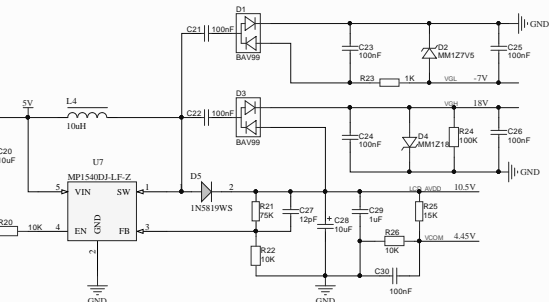 D1
GND
C21
100nF
C23
100nF
D2
MM1Z7V5
C25
100nF
BAV99
R23
1K
VGL
-7V
5V
L4
10uH
D3
C22
100nF
VGH
18V
C24
100nF
D4
MM1Z18
R24
100K
C26
100nF
BAV99
C20
10uF
U7
MP1540DJ-LF-Z
GND
5
VIN
SW
1
D5
2
1N5819WS
LCD_AVDD
10.5V
R21
75K
C27
12pF
C28
10uF
C29
1uF
R25
15K
R20
10K
4
EN
GND
FB
3
2
R22
10K
R26
10K
VCOM
4.45V
C30
100nF
GND
GND